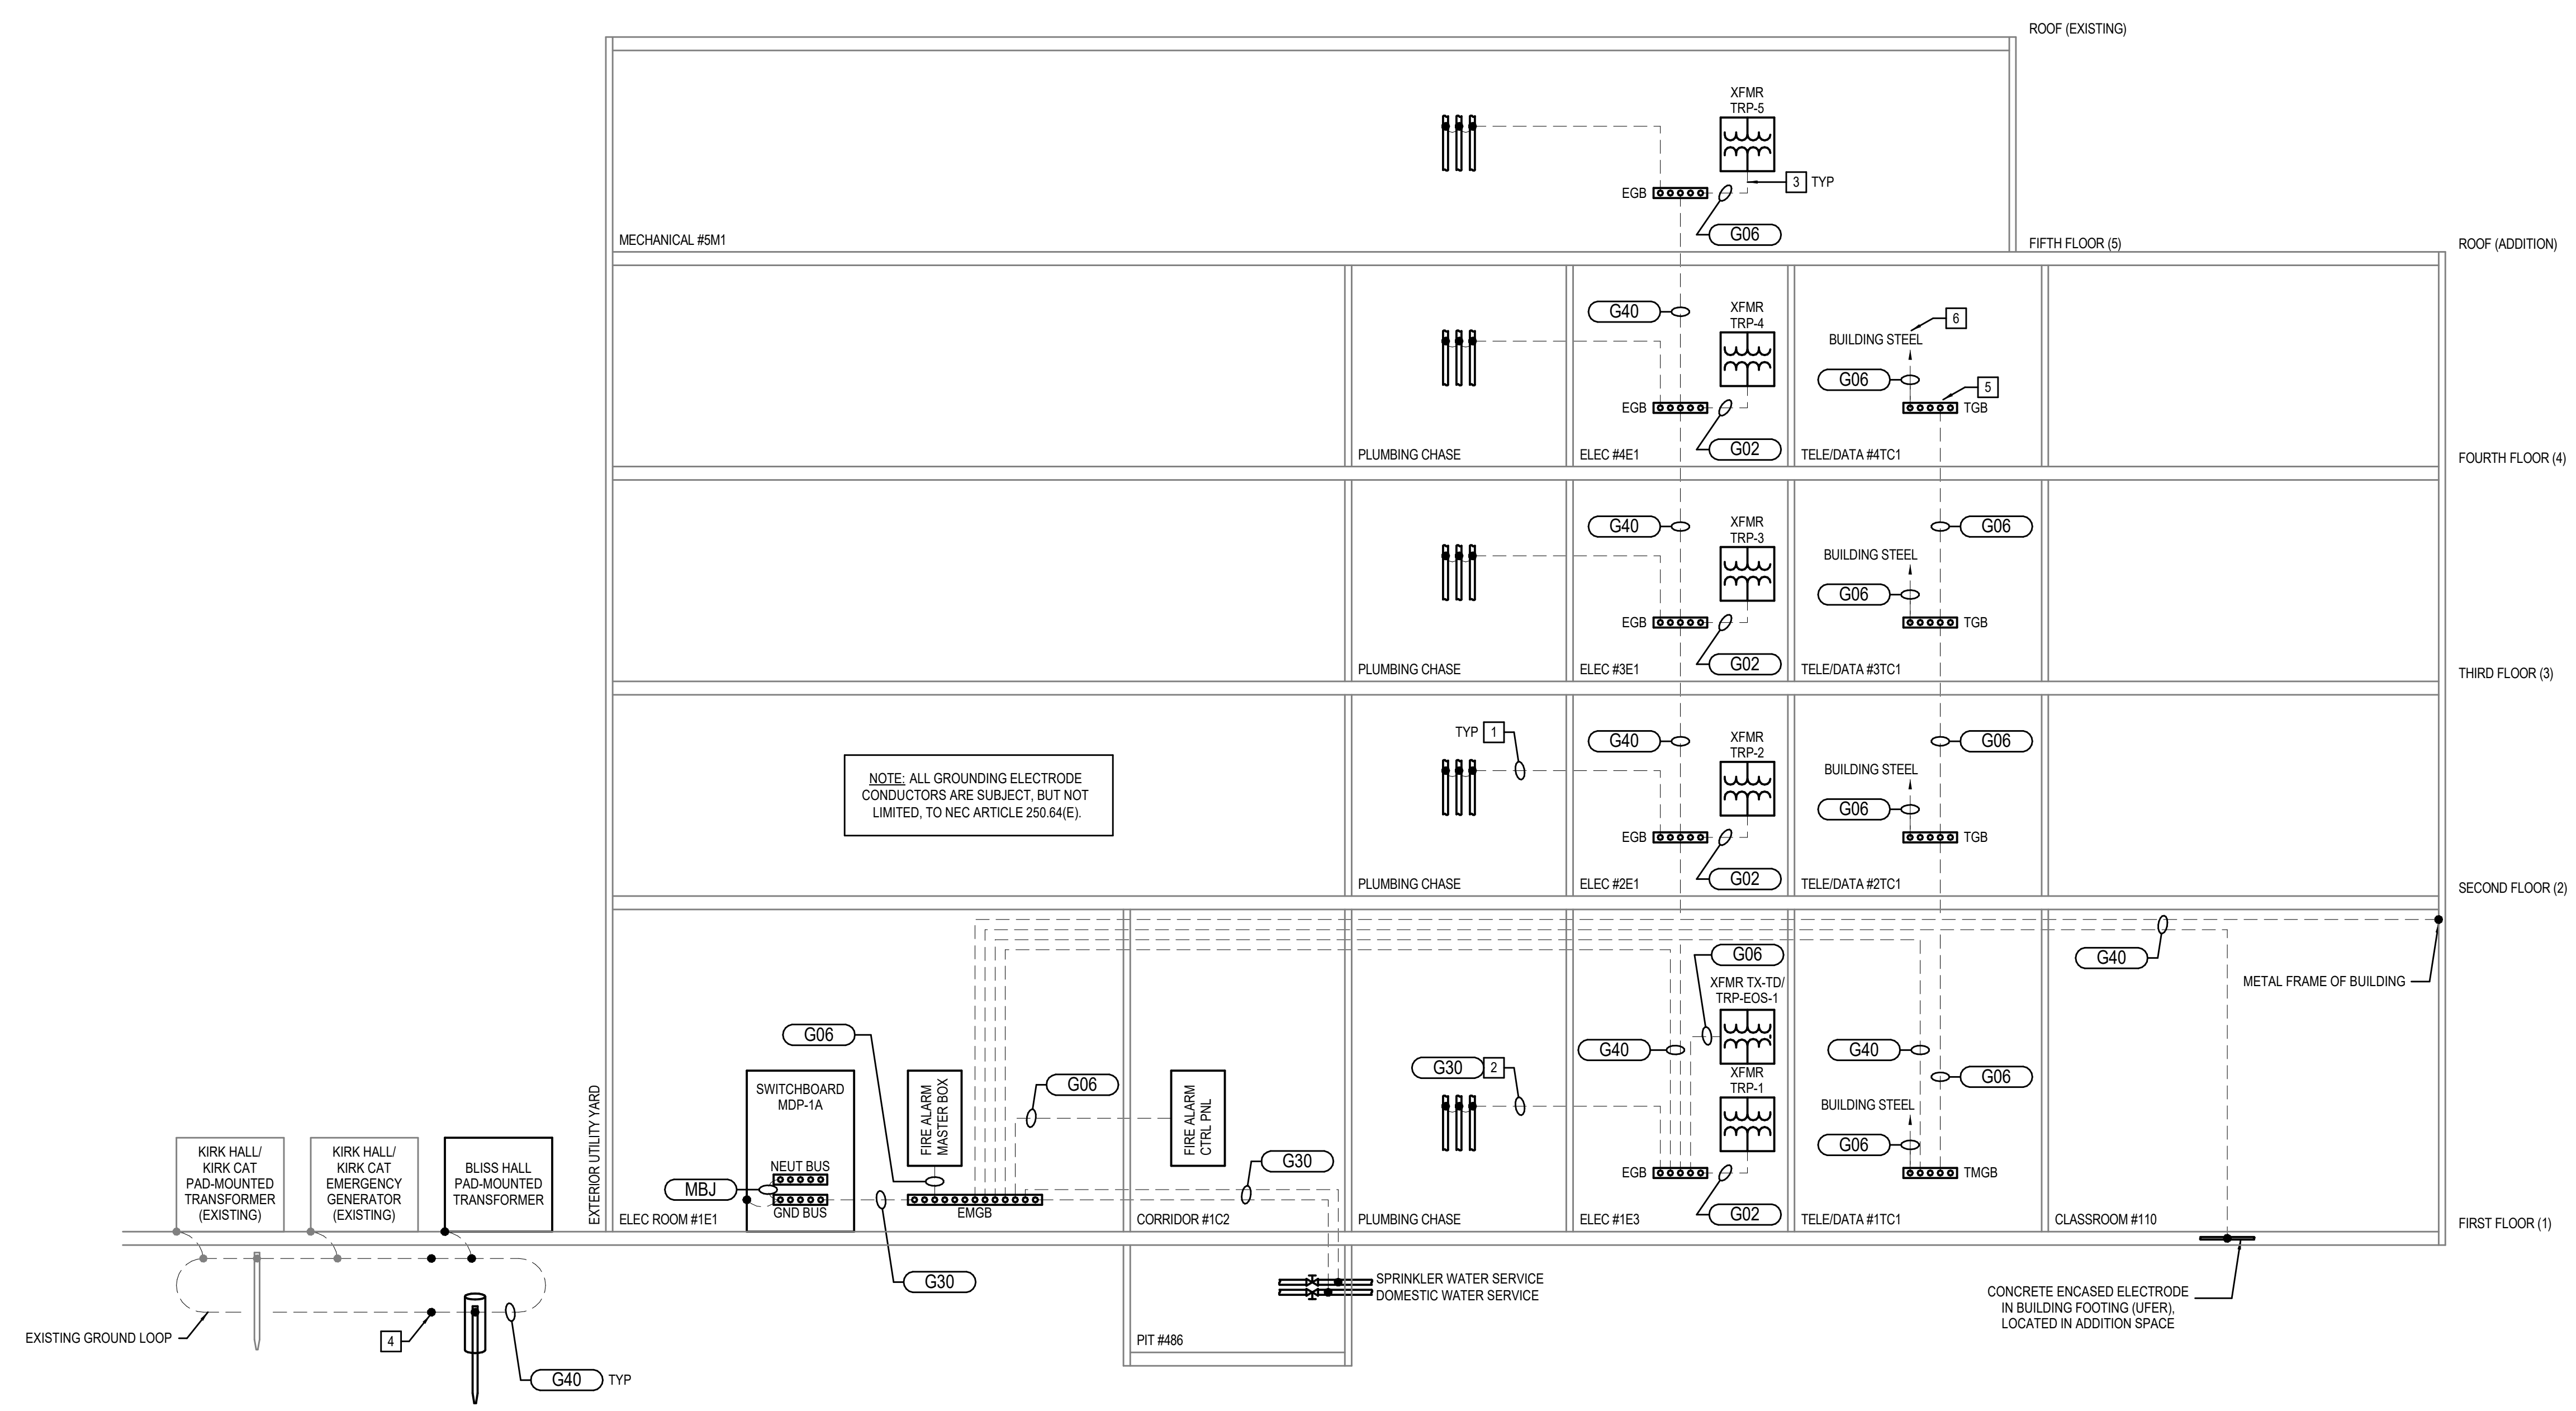 ROOF (EXISTING)
XFMR
TRP-5
3 TYP
EGB
G06
MECHANICAL #5M1
FIFTH FLOOR (5)
ROOF (ADDITION)
G40
XFMR
TRP-4
6
BUILDING STEEL
G06
5
EGB
TGB
G02
PLUMBING CHASE
ELEC #4E1
TELE/DATA #4TC1
FOURTH FLOOR (4)
G40
XFMR
TRP-3
G06
BUILDING STEEL
G06
EGB
TGB
G02
PLUMBING CHASE
ELEC #3E1
TELE/DATA #3TC1
THIRD FLOOR (3)
TYP 1
G40
XFMR
TRP-2
G06
BUILDING STEEL
G06
NOTE: ALL GROUNDING ELECTRODE
CONDUCTORS ARE SUBJECT, BUT NOT
LIMITED, TO NEC ARTICLE 250.64(E).
EGB
TGB
G02
PLUMBING CHASE
ELEC #2E1
TELE/DATA #2TC1
SECOND FLOOR (2)
G06
G40
XFMR TX-TD/
TRP-EOS-1
METAL FRAME OF BUILDING
G06
G40
G40
G30 2
XFMR
TRP-1
G06
G06
SWITCHBOARD
MDP-1A
FIRE ALARM
MASTER BOX
FIRE ALARM
CTRL PNL
BUILDING STEEL
G06
EXTERIOR UTILITY YARD
KIRK HALL/
KIRK CAT
PAD-MOUNTED
TRANSFORMER
(EXISTING)
KIRK HALL/
KIRK CAT
EMERGENCY
GENERATOR
(EXISTING)
BLISS HALL
PAD-MOUNTED
TRANSFORMER
NEUT BUS
MBJ
GND BUS
EMGB
G30
EGB
TMGB
G02
ELEC ROOM #1E1
CORRIDOR #1C2
PLUMBING CHASE
ELEC #1E3
TELE/DATA #1TC1
CLASSROOM #110
FIRST FLOOR (1)
G30
SPRINKLER WATER SERVICE
DOMESTIC WATER SERVICE
CONCRETE ENCASED ELECTRODE
IN BUILDING FOOTING (UFER),
LOCATED IN ADDITION SPACE
EXISTING GROUND LOOP
4
PIT #486
G40 TYP